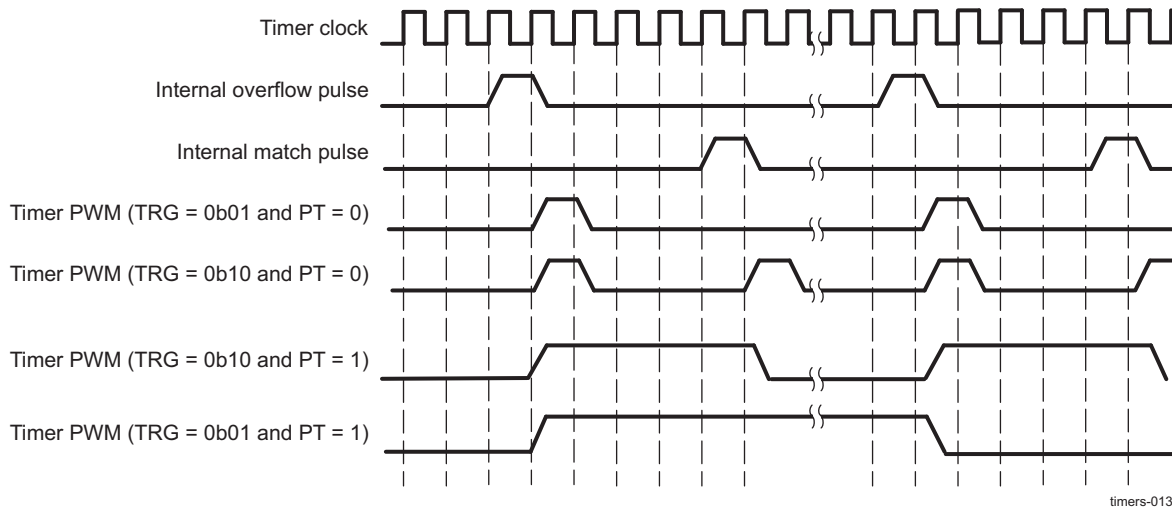 Timer clock
Internal overflow pulse
Internal match pulse
Timer PWM (TRG = 0b01 and PT = 0)
Timer PWM (TRG = 0b10 and PT = 0)
Timer PWM (TRG = 0b10 and PT = 1)
Timer PWM (TRG = 0b01 and PT = 1)
timers-013